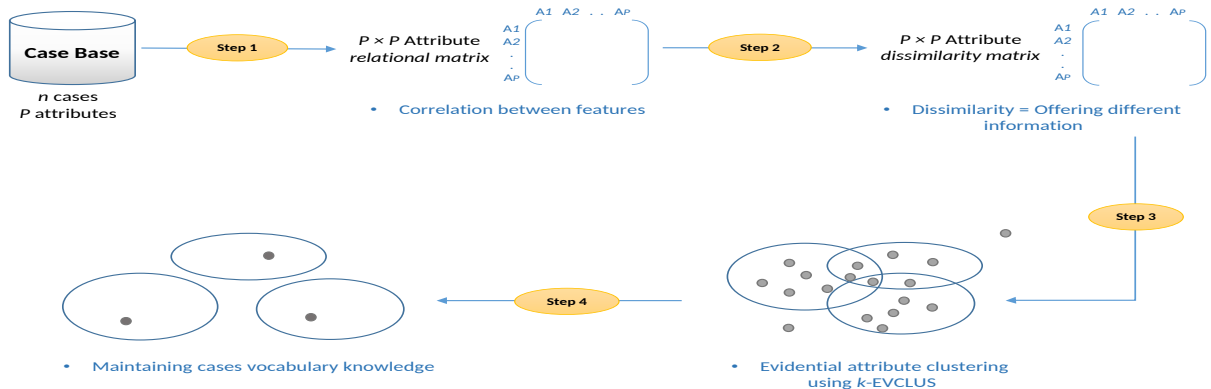 A1 A2 . . AP
A1 A2 . . AP
Case Base
Step 1
P × P Attribute
relational matrix
A1
A2
.
.
AP
Step 2
P × P Attribute
dissimilarity matrix
A1
A2
.
.
AP
n cases
P attributes
• Correlation between features
• Dissimilarity = Offering different
information
Step 3
Step 4
• Maintaining cases vocabulary knowledge
• Evidential attribute clustering
using k-EVCLUS